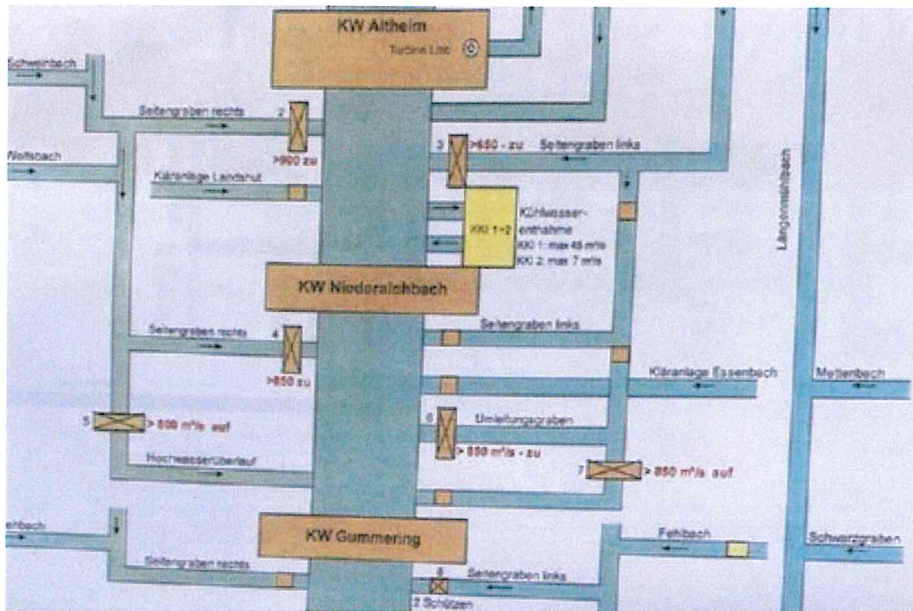 KW Altheim
Turbine Links
Schweinbach
Seitengraben rechts
2
>900 zu
3
>650 - zu
Seitengraben links
Wolfsbach
Kläranlage Landshut
KKI 1+2
Kühlwasser-
entnahme
KKI 1: max 45 m³/s
KKI 2: max 7 m³/s
Längenmühlbach
KW Niederaichbach
Seitengraben rechts
4
>850 zu
Seitengraben links
Kläranlage Essenbach
Mettenbach
5
> 800 m³/s auf
6
Umleitungsgraben
> 850 m³/s - zu
7
> 850 m³/s auf
Hochwasserüberlauf
KW Gummering
ehbach
Fehlbach
Schwarzgraben
Seitengraben rechts
8
Seitengraben links
2 Schützen